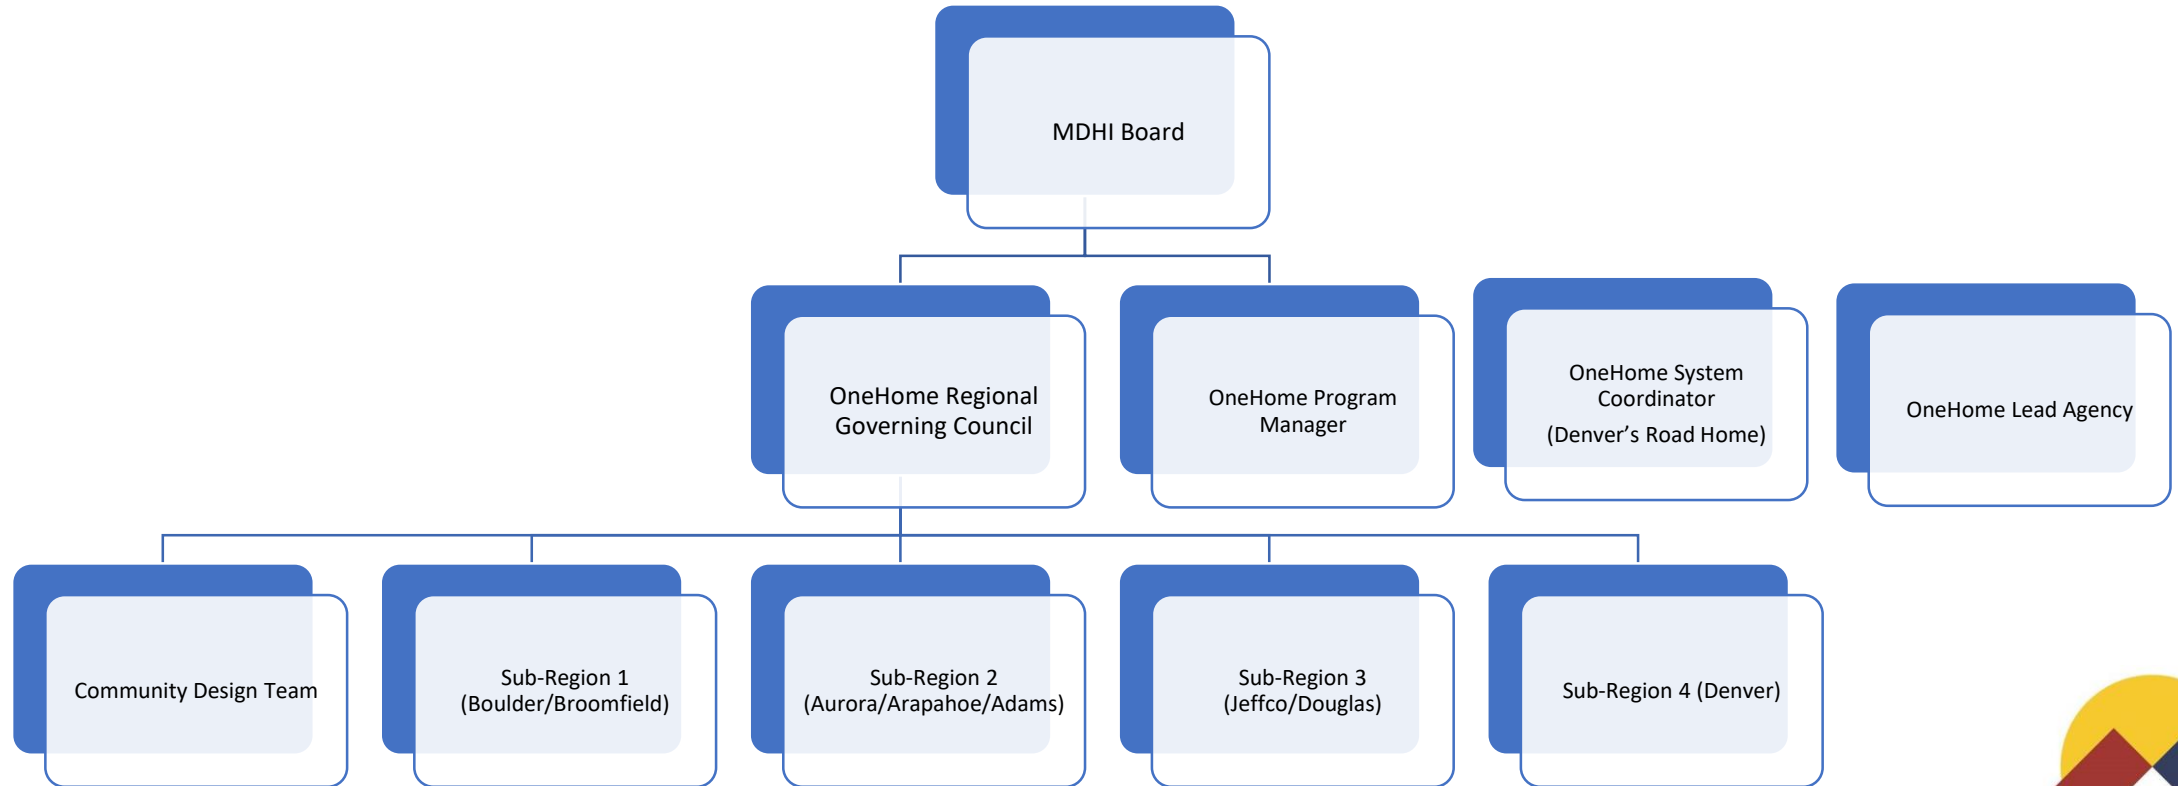 MDHI Board
OneHome Regional
Governing Council
OneHome Program
Manager
OneHome System
Coordinator
(Denver’s Road Home)
OneHome Lead Agency
Community Design Team
Sub-Region 1
(Boulder/Broomfield)
Sub-Region 2
(Aurora/Arapahoe/Adams)
Sub-Region 3
(Jeffco/Douglas)
Sub-Region 4 (Denver)